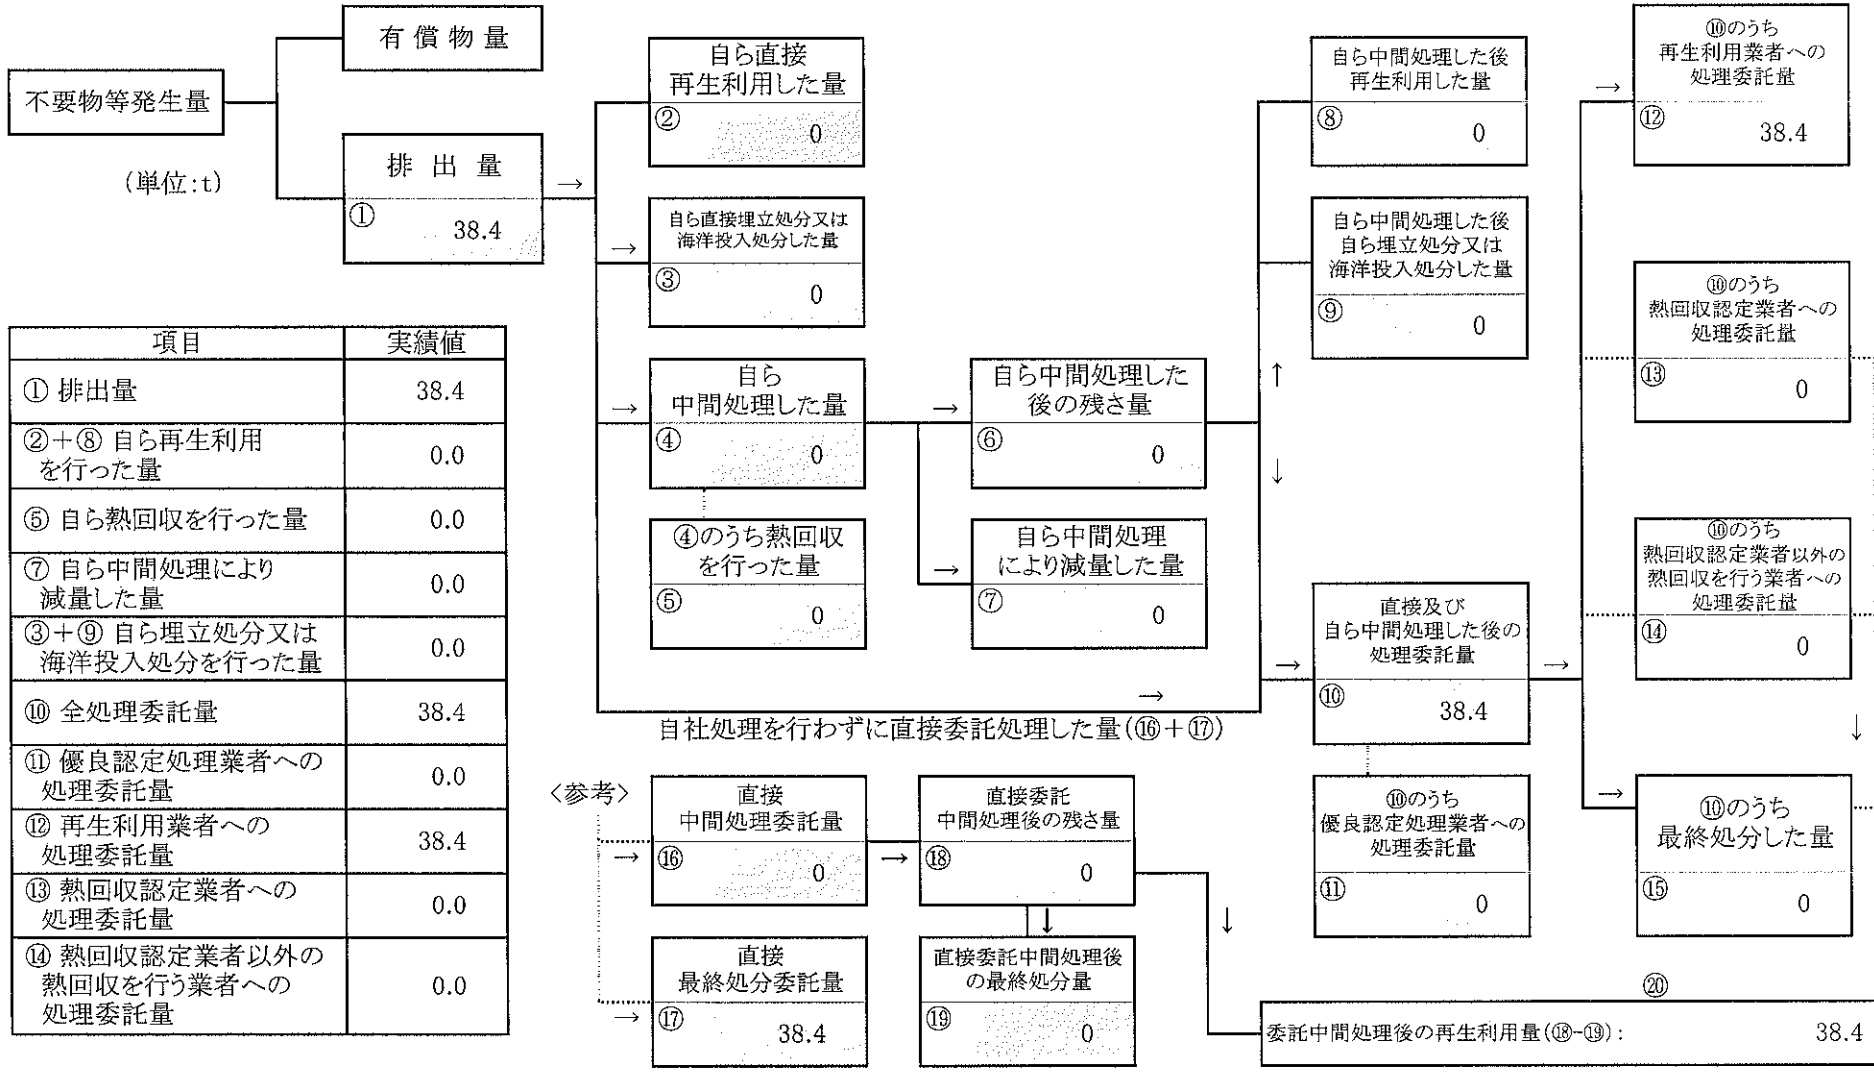 不要物等発生量
(単位:t)
有償物量
排出量
①
38.4
→
自ら直接
再生利用した量
②
0
→
自ら直接埋立処分又は
海洋投入処分した量
③
0
→
自ら
中間処理した量
④
0
④のうち熱回収
を行った量
⑤
0
→
自ら中間処理した
後の残さ量
⑥
0
→
自ら中間処理
により減量した量
⑦
0
自ら中間処理した後
再生利用した量
⑧
0
自ら中間処理した後
自ら埋立処分又は
海洋投入処分した量
⑨
0
↑
↓
→
自社処理を行わずに直接委託処理した量(⑯+⑰)
→
直接及び
自ら中間処理した後の
処理委託量
⑩
38.4
⑩のうち
優良認定処理業者への
処理委託量
⑪
0
→
→
⑩のうち
再生利用業者への
処理委託量
⑫
38.4
⑩のうち
熱回収認定業者への
処理委託量
⑬
0
⑩のうち
熱回収認定業者以外の
熱回収を行う業者への
処理委託量
⑭
0
↓
→
⑩のうち
最終処分した量
⑮
0
項目 実績値
① 排出量 38.4
②+⑧ 自ら再生利用
を行った量 0.0
⑤ 自ら熱回収を行った量 0.0
⑦ 自ら中間処理により
減量した量 0.0
③+⑨ 自ら埋立処分又は
海洋投入処分を行った量 0.0
⑩ 全処理委託量 38.4
⑪ 優良認定処理業者への
処理委託量 0.0
⑫ 再生利用業者への
処理委託量 38.4
⑬ 熱回収認定業者への
処理委託量 0.0
⑭ 熱回収認定業者以外の
熱回収を行う業者への
処理委託量 0.0
〈参考〉
→
直接
中間処理委託量
⑯
0
→
直接委託
中間処理後の残さ量
⑱
0
↓
↓
→
直接
最終処分委託量
⑰
38.4
直接委託中間処理後
の最終処分量
⑲
0
⑳
委託中間処理後の再生利用量(⑱-⑲): 38.4